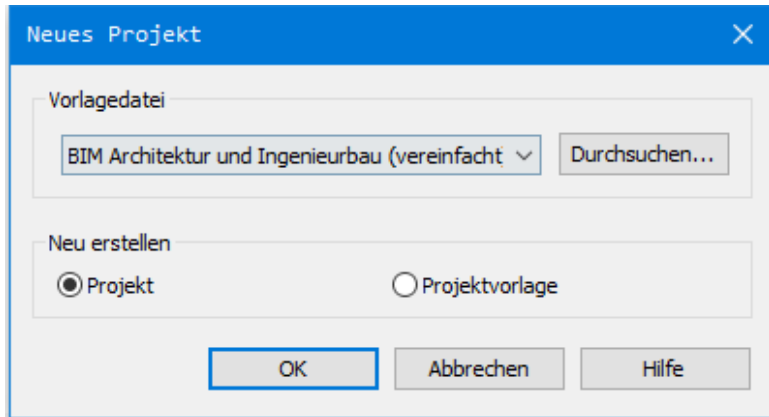 Neues Projekt
Vorlagedatei
BIM Architektur und Ingenieurbau (vereinfacht
Durchsuchen...
Neu erstellen
Projekt
Projektvorlage
OK
Abbrechen
Hilfe